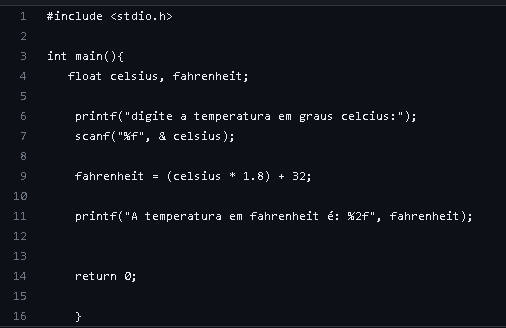 1 #include <stdio.h>
2
3 int main(){
4 float celsius, fahrenheit;
5
6 printf("digite a temperatura em graus celcius:");
7 scanf("%f", & celsius);
8
9 fahrenheit = (celsius * 1.8) + 32;
10
11 printf("A temperatura em fahrenheit é: %2f", fahrenheit);
12
13
14 return 0;
15
16 }